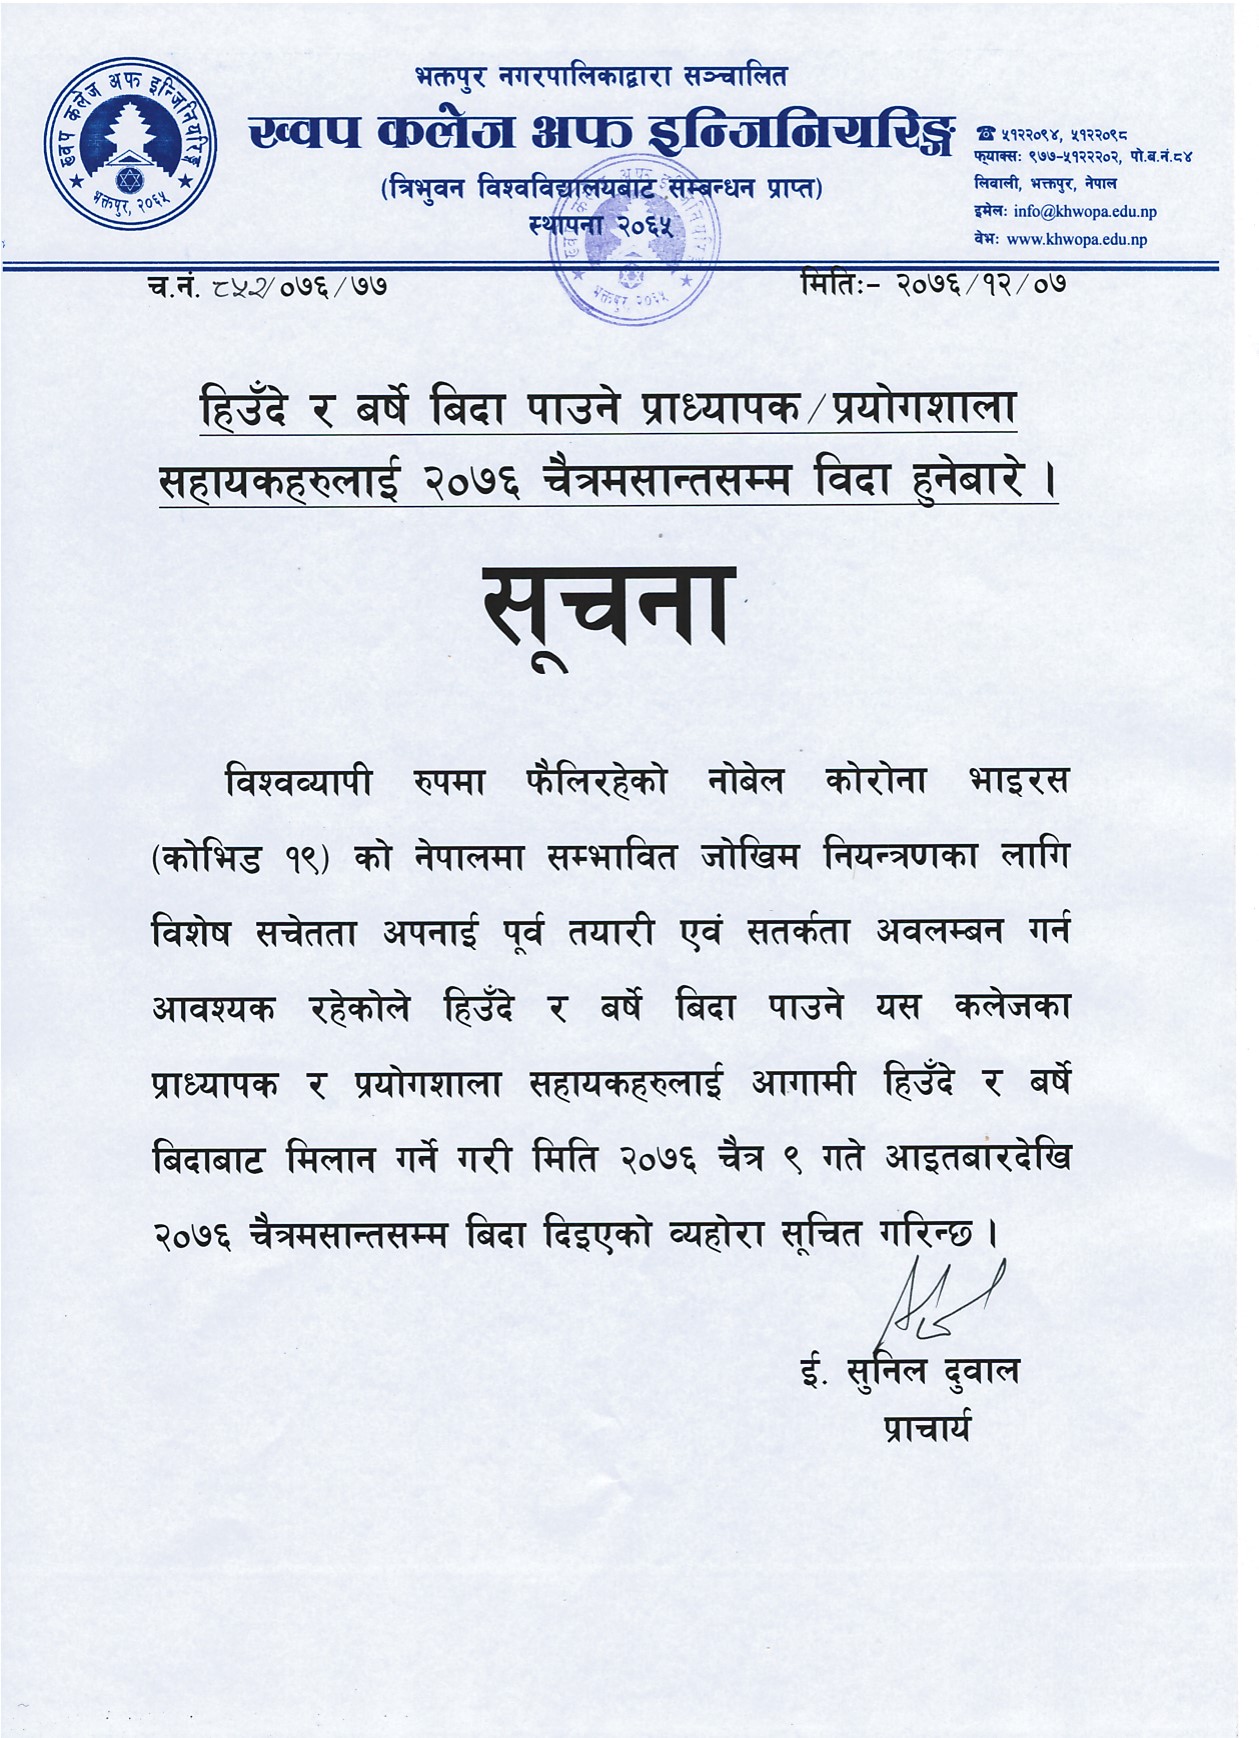 भक्तपुर नगरपालिकाद्वारा सञ्चालित
ख्वप कलेज अफ इन्जिनियरिङ्ग
(त्रिभुवन विश्वविद्यालयबाट सम्बन्धन प्राप्त)
स्थापना २०६५
ख्वप कलेज अफ इन्जिनियरिङ्ग
भक्तपुर, २०६५
☎ ५१२२०९४, ५१२२०९८
फ्याक्सः ९७७-५१२२२०२, पो.ब.नं.८४
लिवाली, भक्तपुर, नेपाल
इमेलः info@khwopa.edu.np
वेभः www.khwopa.edu.np
च.नं. ८५२/०७६/७७
मितिः- २०७६/१२/०७
हिउँदे र बर्षे बिदा पाउने प्राध्यापक/प्रयोगशाला
सहायकहरुलाई २०७६ चैत्रमसान्तसम्म विदा हुनेबारे ।
सूचना
विश्वव्यापी रुपमा फैलिरहेको नोबेल कोरोना भाइरस
(कोभिड १९) को नेपालमा सम्भावित जोखिम नियन्त्रणका लागि
विशेष सचेतता अपनाई पूर्व तयारी एवं सतर्कता अवलम्बन गर्न
आवश्यक रहेकोले हिउँदे र बर्षे बिदा पाउने यस कलेजका
प्राध्यापक र प्रयोगशाला सहायकहरुलाई आगामी हिउँदे र बर्षे
बिदाबाट मिलान गर्ने गरी मिति २०७६ चैत्र ९ गते आइतबारदेखि
२०७६ चैत्रमसान्तसम्म बिदा दिइएको व्यहोरा सूचित गरिन्छ ।
ई. सुनिल दुवाल
प्राचार्य